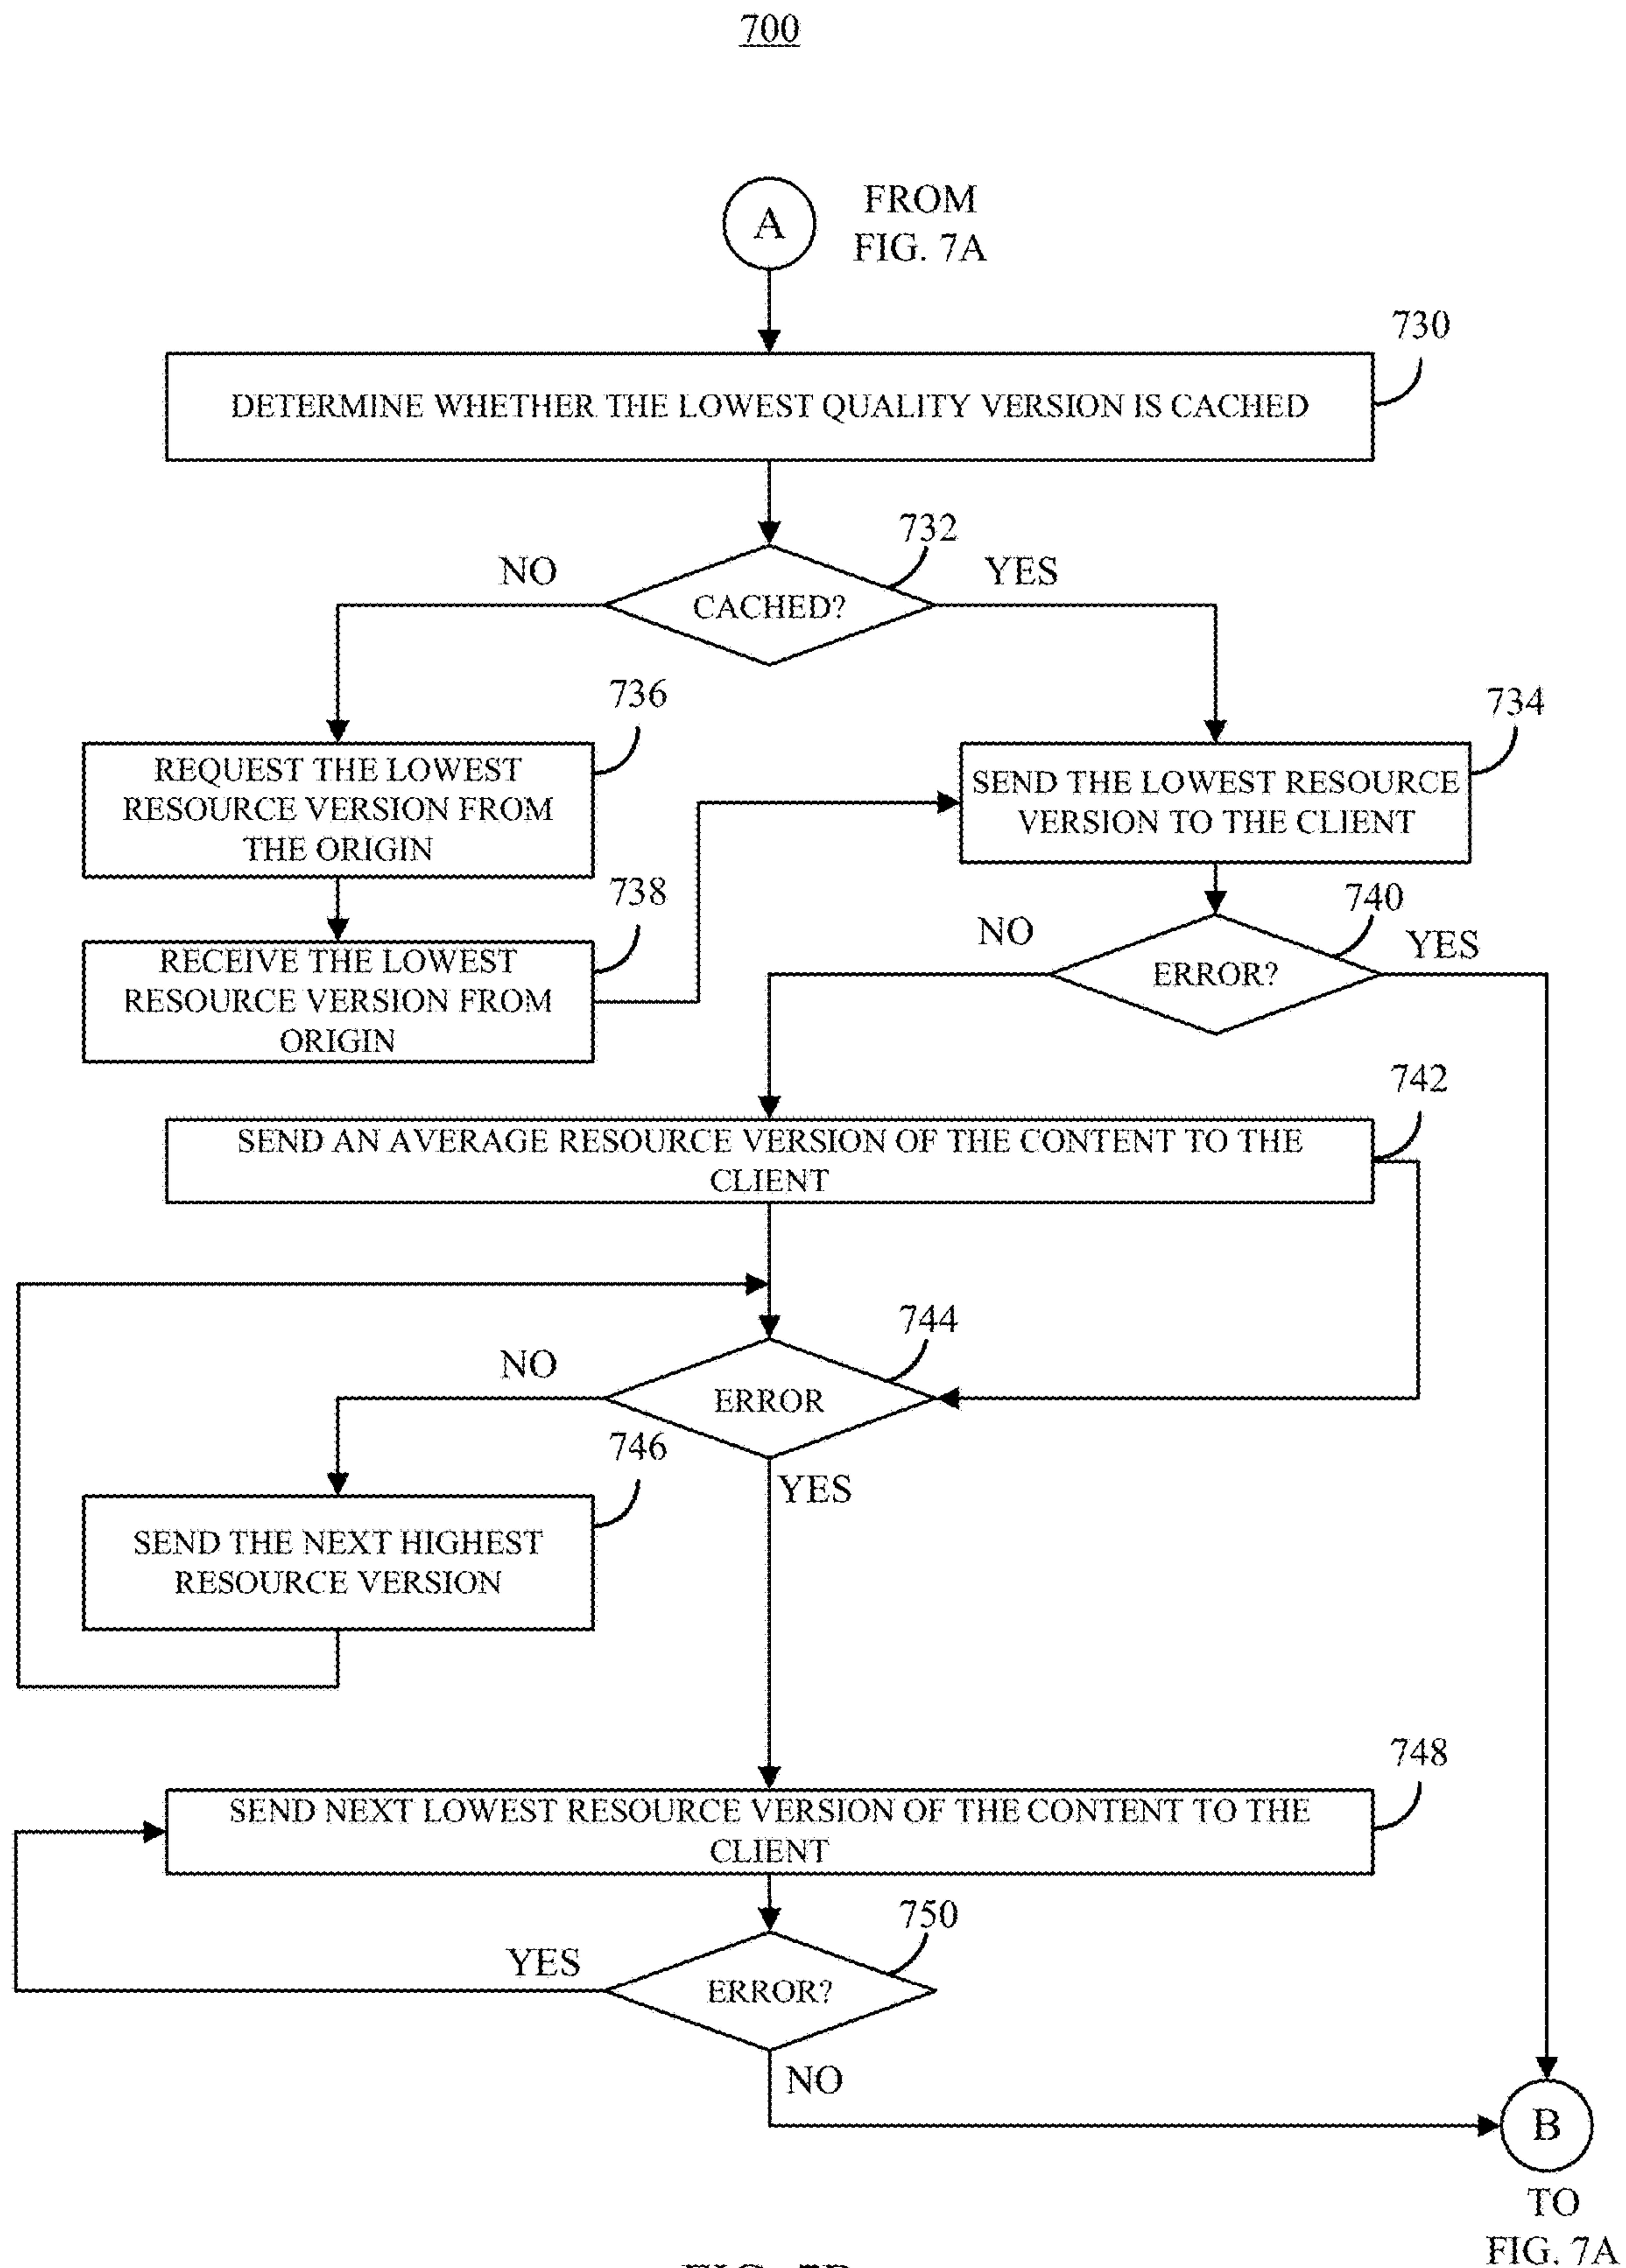 700
A
FROM
FIG. 7A
730
DETERMINE WHETHER THE LOWEST QUALITY VERSION IS CACHED
732
NO
YES
CACHED?
736
734
REQUEST THE LOWEST
RESOURCE VERSION FROM
THE ORIGIN
SEND THE LOWEST RESOURCE
VERSION TO THE CLIENT
738
740
NO
YES
RECEIVE THE LOWEST
RESOURCE VERSION FROM
ORIGIN
ERROR?
742
SEND AN AVERAGE RESOURCE VERSION OF THE CONTENT TO THE
CLIENT
744
NO
ERROR
746
YES
SEND THE NEXT HIGHEST
RESOURCE VERSION
748
SEND NEXT LOWEST RESOURCE VERSION OF THE CONTENT TO THE
CLIENT
750
YES
ERROR?
NO
B
TO
FIG. 7A